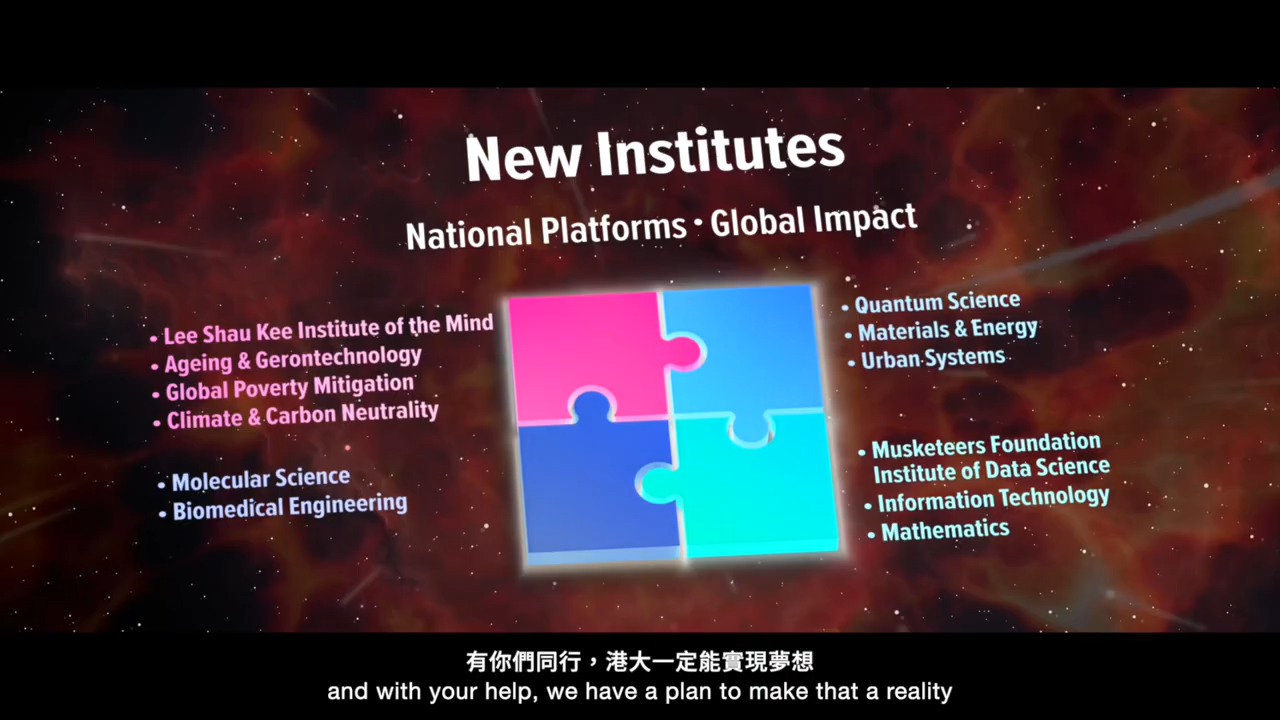 New Institutes
National Platforms · Global Impact
• Lee Shau Kee Institute of the Mind
• Ageing & Gerontechnology
• Global Poverty Mitigation
• Climate & Carbon Neutrality
• Molecular Science
• Biomedical Engineering
• Quantum Science
• Materials & Energy
• Urban Systems
• Musketeers Foundation
Institute of Data Science
• Information Technology
• Mathematics
有你們同行，港大一定能實現夢想
and with your help, we have a plan to make that a reality